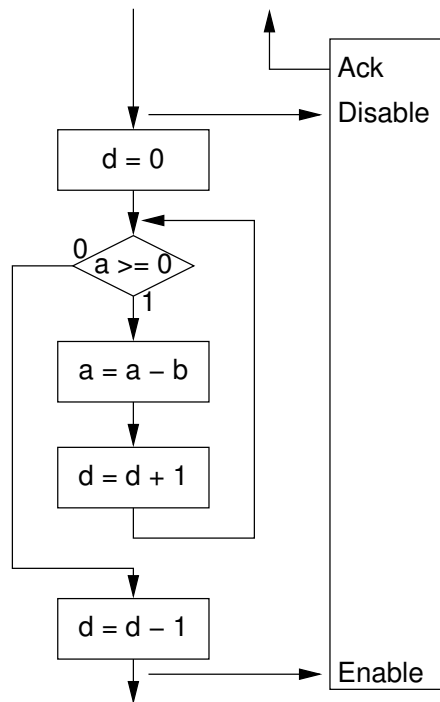 Ack
Disable
d = 0
0
a >= 0
1
a = a – b
d = d + 1
d = d – 1
Enable